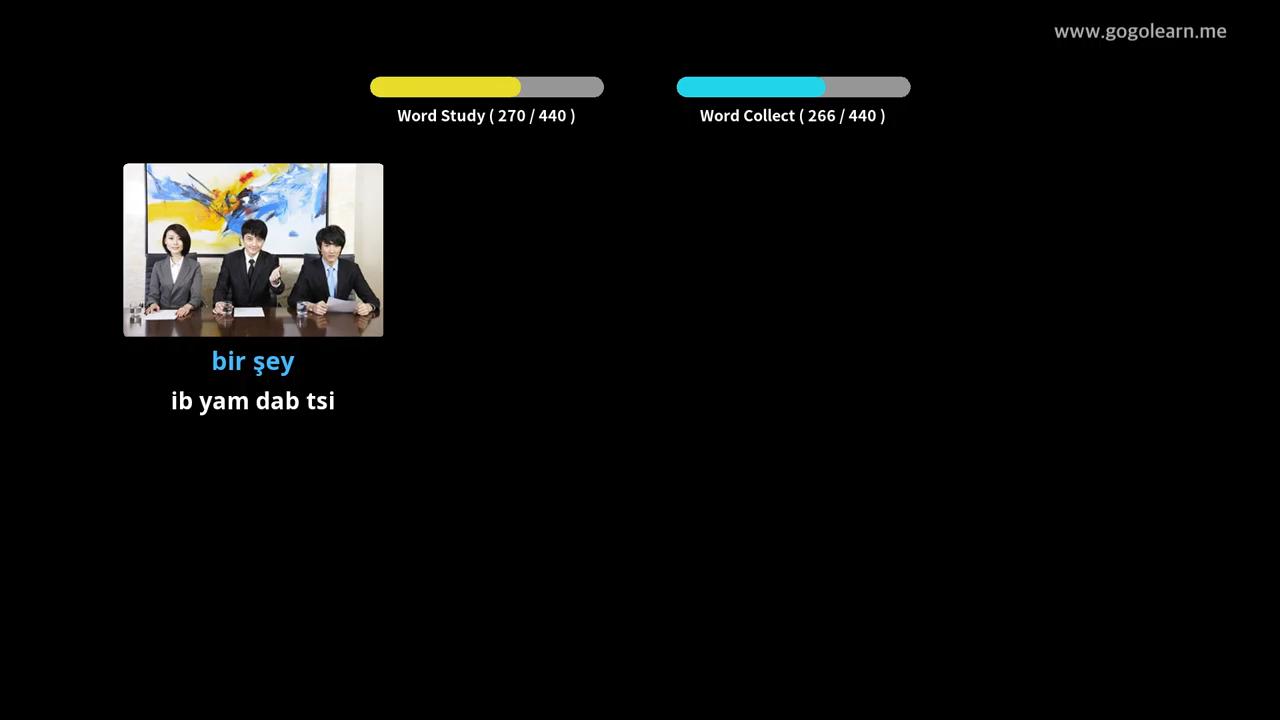 www.gogolearn.me
Word Study ( 270 / 440 )
Word Collect ( 266 / 440 )
bir şey
ib yam dab tsi